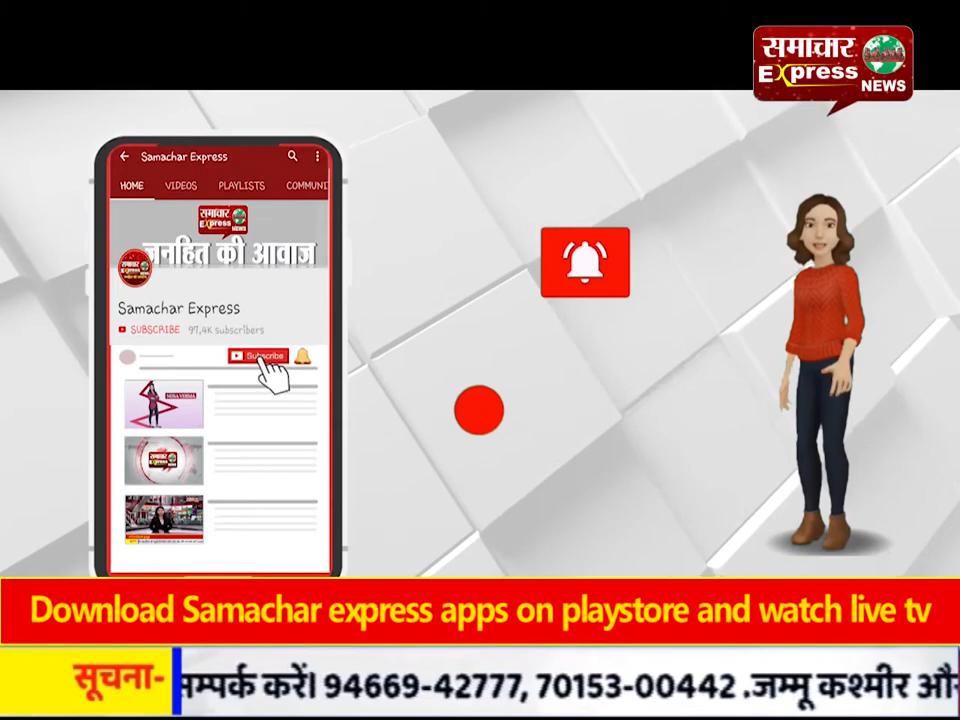 समाचार
Express
NEWS
Samachar Express
HOME VIDEOS PLAYLISTS COMMUNI
समाचार
Express
NEWS
जनहित की आवाज
Samachar Express
SUBSCRIBE 97,4K subscribers
Subscribe
Download Samachar express apps on playstore and watch live tv
सूचना- सम्पर्क करें। 94669-42777, 70153-00442 .जम्मू कश्मीर और